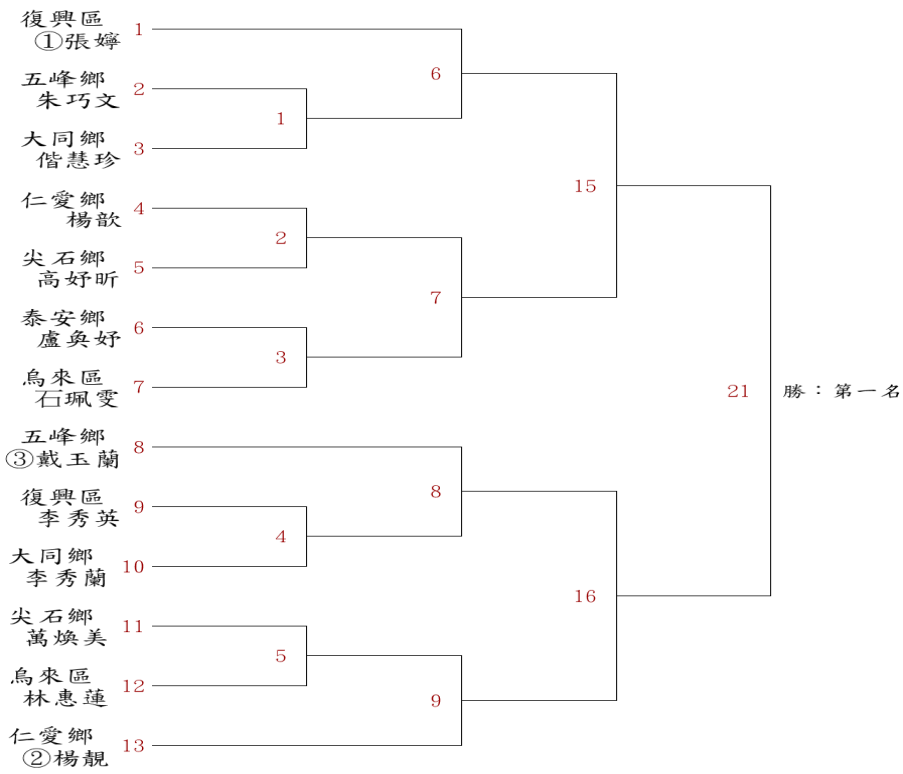 復興區
①張嬣
1
五峰鄉
朱巧文
2
大同鄉
偕慧珍
3
仁愛鄉
楊歆
4
尖石鄉
高妤昕
5
泰安鄉
盧奐妤
6
烏來區
石珮雯
7
五峰鄉
③戴玉蘭
8
復興區
李秀英
9
大同鄉
李秀蘭
10
尖石鄉
萬煥美
11
烏來區
林惠蓮
12
仁愛鄉
②楊靚
13
1
2
3
4
5
6
7
8
9
15
16
21
勝：第一名